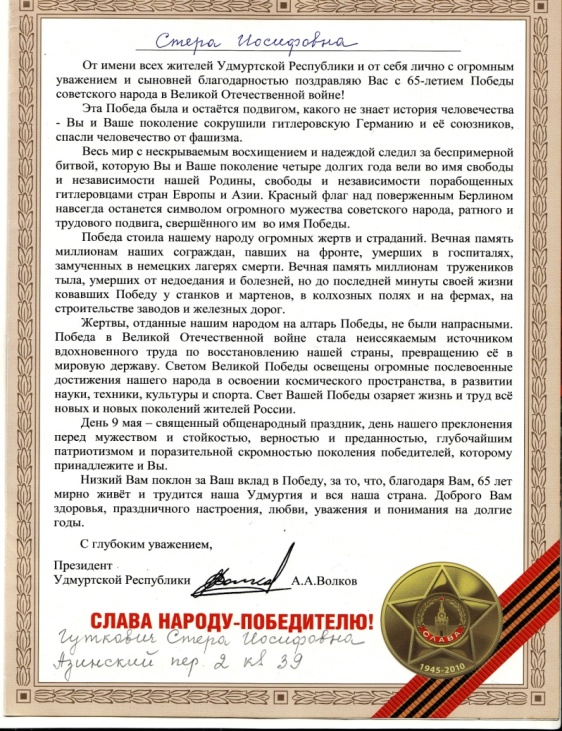 Стера Иосифовна
От имени всех жителей Удмуртской Республики и от себя лично с огромным
уважением и сыновней благодарностью поздравляю Вас с 65-летием Победы
советского народа в Великой Отечественной войне!
Эта Победа была и остаётся подвигом, какого не знает история человечества
- Вы и Ваше поколение сокрушили гитлеровскую Германию и её союзников,
спасли человечество от фашизма.
Весь мир с нескрываемым восхищением и надеждой следил за беспримерной
битвой, которую Вы и Ваше поколение четыре долгих года вели во имя свободы
и независимости нашей Родины, свободы и независимости порабощенных
гитлеровцами стран Европы и Азии. Красный флаг над поверженным Берлином
навсегда останется символом огромного мужества советского народа, ратного и
трудового подвига, свершённого им во имя Победы.
Победа стоила нашему народу огромных жертв и страданий. Вечная память
миллионам наших сограждан, павших на фронте, умерших в госпиталях,
замученных в немецких лагерях смерти. Вечная память миллионам тружеников
тыла, умерших от недоедания и болезней, но до последней минуты своей жизни
ковавших Победу у станков и мартенов, в колхозных полях и на фермах, на
строительстве заводов и железных дорог.
Жертвы, отданные нашим народом на алтарь Победы, не были напрасными.
Победа в Великой Отечественной войне стала неиссякаемым источником
вдохновенного труда по восстановлению нашей страны, превращению её в
мировую державу. Светом Великой Победы освещены огромные послевоенные
достижения нашего народа в освоении космического пространства, в развитии
науки, техники, культуры и спорта. Свет Вашей Победы озаряет жизнь и труд всё
новых и новых поколений жителей России.
День 9 мая – священный общенародный праздник, день нашего преклонения
перед мужеством и стойкостью, верностью и преданностью, глубочайшим
патриотизмом и поразительной скромностью поколения победителей, которому
принадлежите и Вы.
Низкий Вам поклон за Ваш вклад в Победу, за то, что, благодаря Вам, 65 лет
мирно живёт и трудится наша Удмуртия и вся наша страна. Доброго Вам
здоровья, праздничного настроения, любви, уважения и понимания на долгие
годы.
С глубоким уважением,
Президент
Удмуртской Республики А.А.Волков
СЛАВА НАРОДУ-ПОБЕДИТЕЛЮ!
Гуткович Стера Иосифовна
Азинский пер. 2 кв 39
СЛАВА
1945-2010